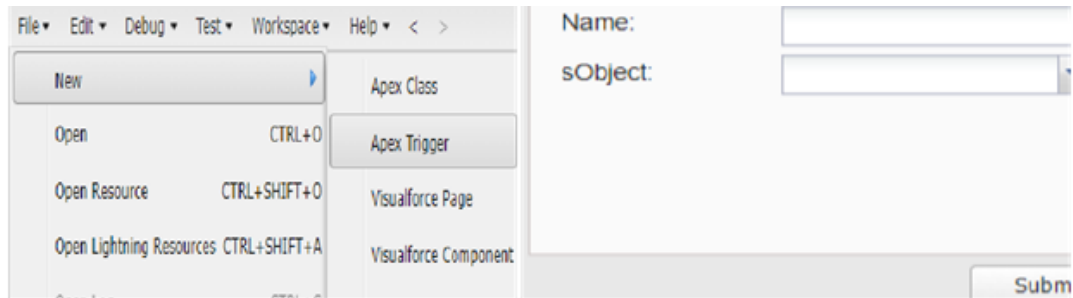 File▾ Edit▾ Debug▾ Test▾ Workspace▾ Help▾ < >
New
Open CTRL+O
Open Resource CTRL+SHIFT+O
Open Lightning Resources CTRL+SHIFT+A
Apex Class
Apex Trigger
Visualforce Page
Visualforce Component
Name:
sObject:
Subm